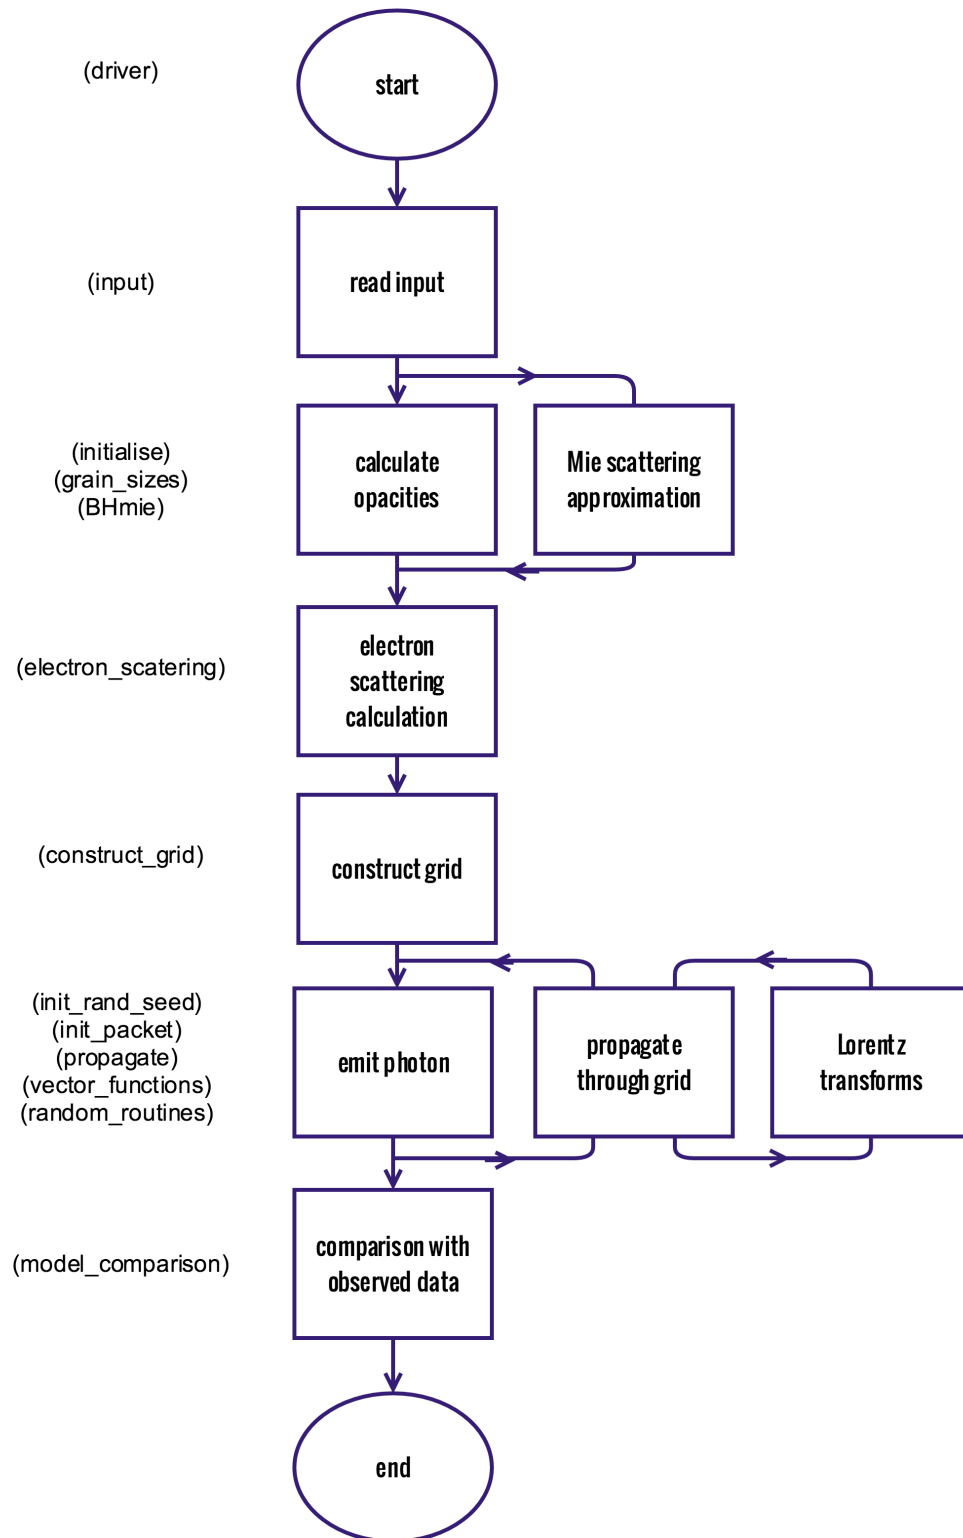 (driver)
start
(input)
read input
(initialise)
(grain_sizes)
(BHmie)
calculate
opacities
Mie scattering
approximation
(electron_scatering)
electron
scattering
calculation
(construct_grid)
construct grid
(init_rand_seed)
(init_packet)
(propagate)
(vector_functions)
(random_routines)
emit photon
propagate
through grid
Lorentz
transforms
(model_comparison)
comparison with
observed data
end